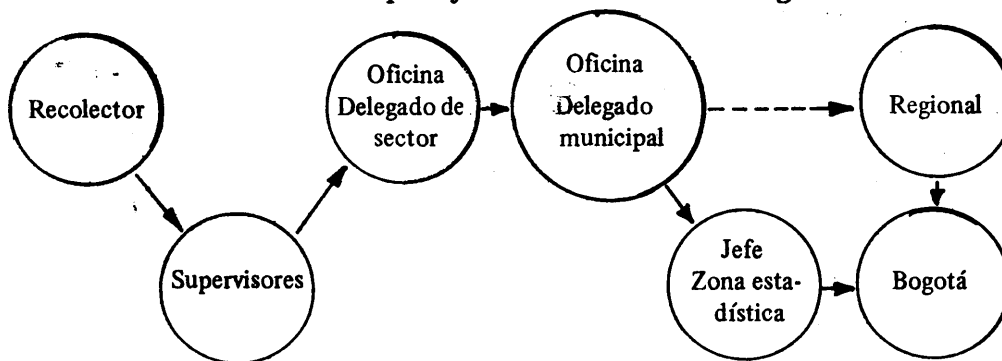 Recolector
Supervisores
Oficina
Delegado de
sector
Oficina
Delegado
municipal
Regional
Jefe
Zona esta-
dística
Bogotá